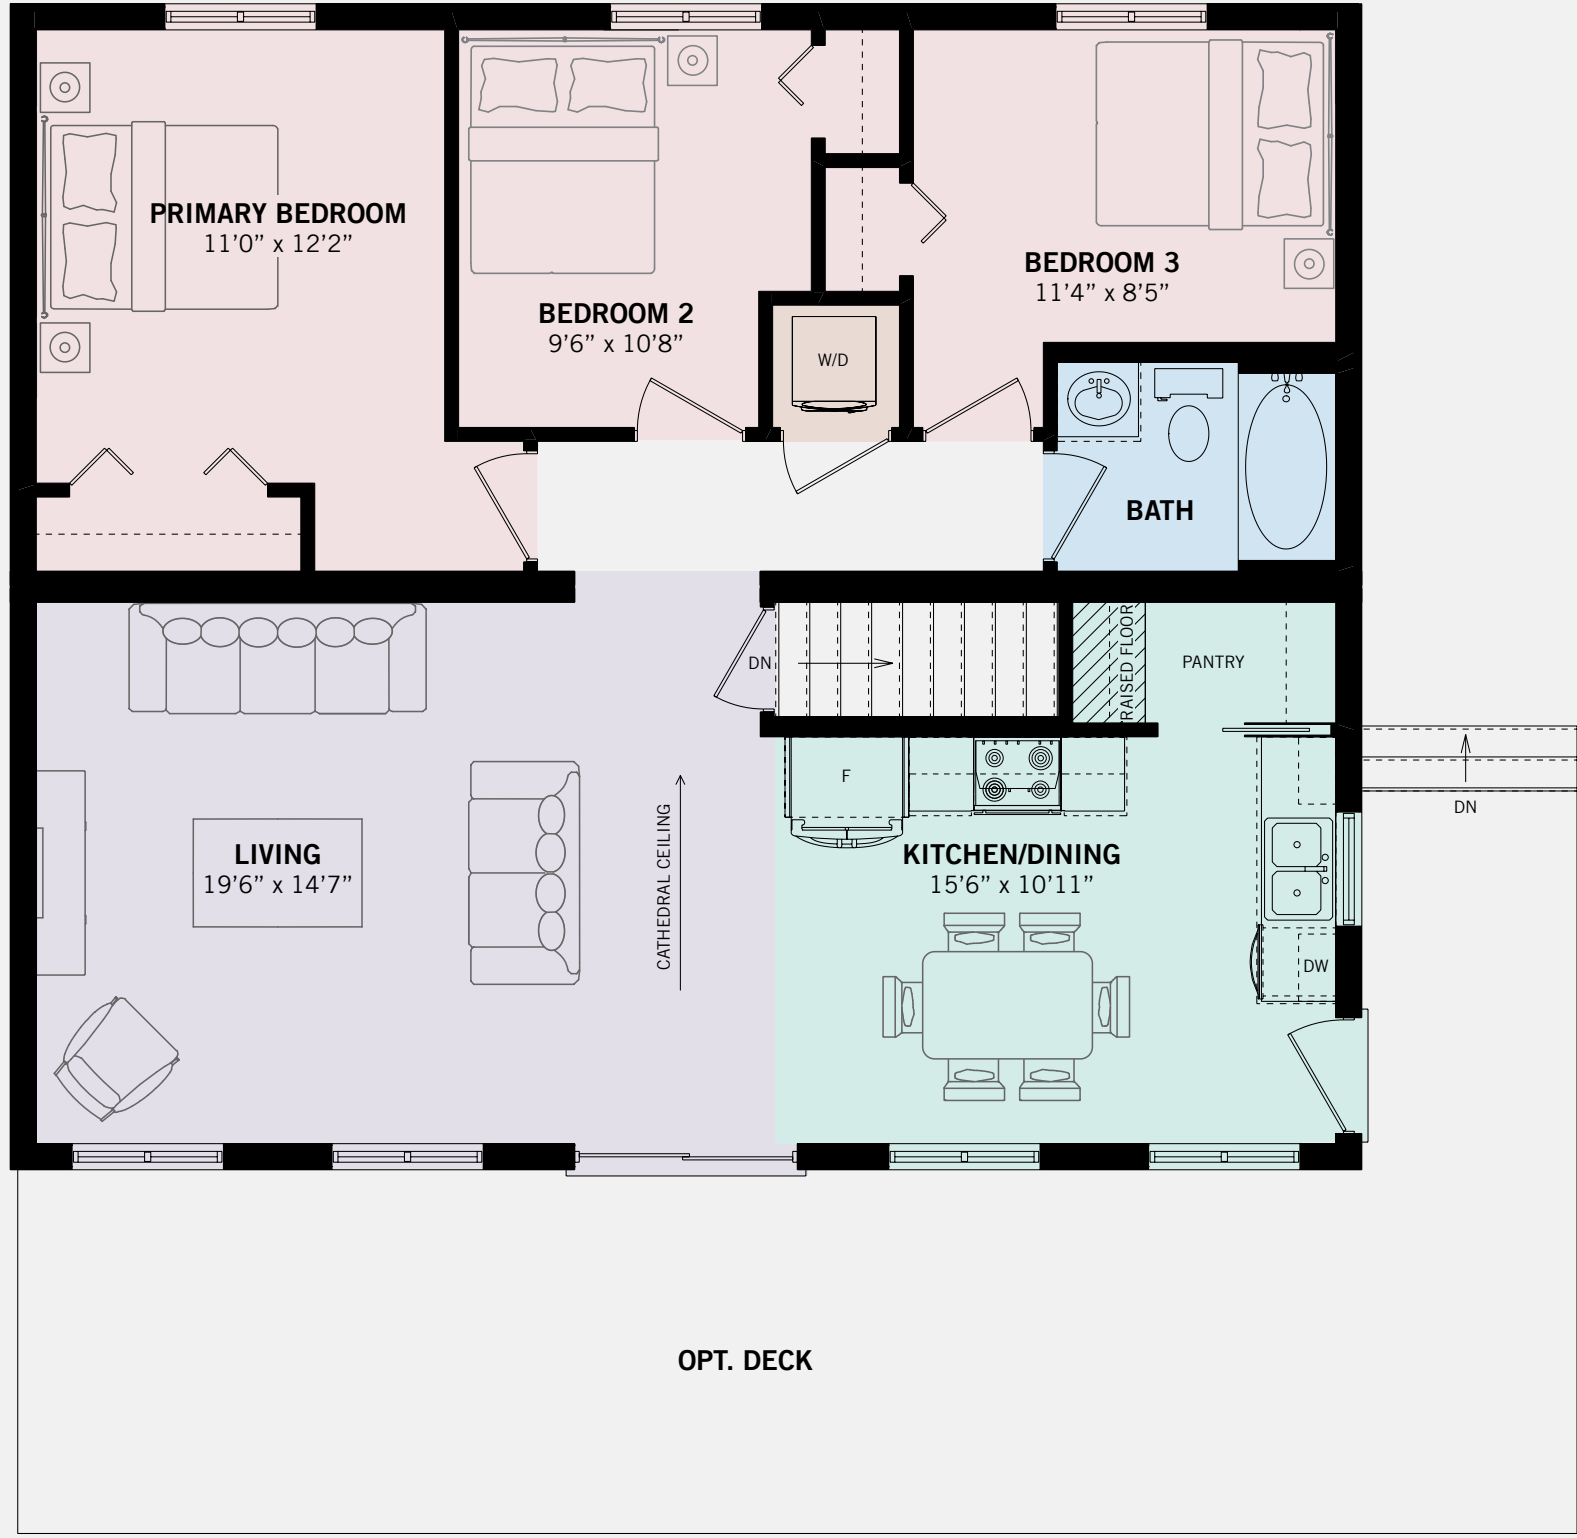 PRIMARY BEDROOM
11’0” x 12’2”
BEDROOM 2
9’6” x 10’8”
BEDROOM 3
11’4” x 8’5”
W/D
BATH
DN
RAISED FLOOR
PANTRY
F
DN
LIVING
19’6” x 14’7”
CATHEDRAL CEILING
KITCHEN/DINING
15’6” x 10’11”
DW
OPT. DECK